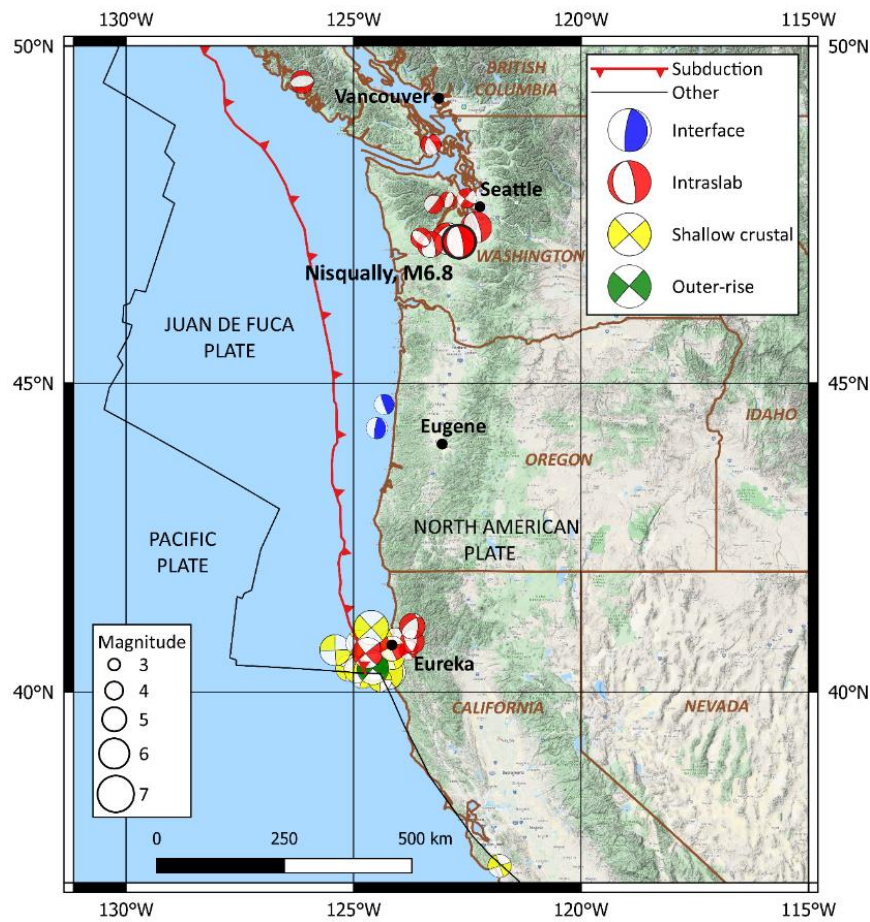 130°W 125°W 120°W 115°W
50°N 50°N
BRITISH
COLUMBIA
Vancouver
Seattle
WASHINGTON
Nisqually, M6.8
Subduction
Other
Interface
Intraslab
Shallow crustal
Outer-rise
JUAN DE FUCA
PLATE
45°N 45°N
IDAHO
Eugene
OREGON
NORTH AMERICAN
PLATE
PACIFIC
PLATE
Eureka
Magnitude
3
4
5
6
7
40°N 40°N
CALIFORNIA
NEVADA
0 250 500 km
130°W 125°W 120°W 115°W